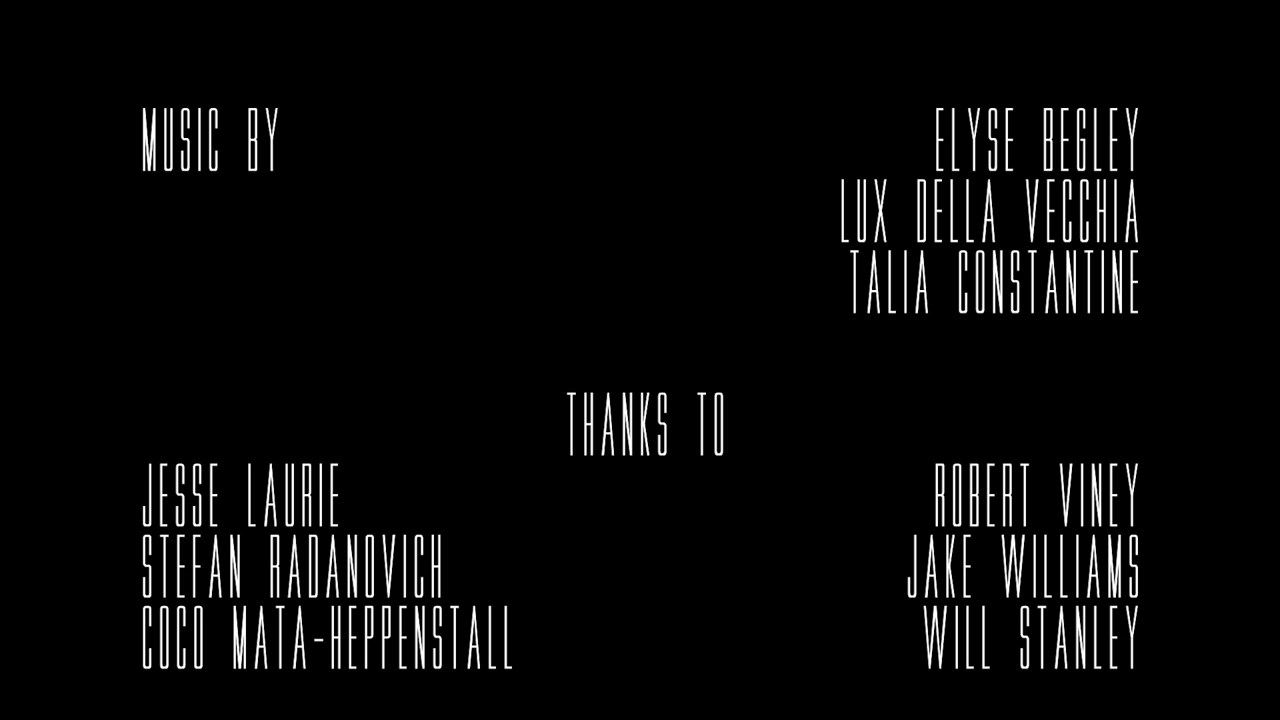 MUSIC BY
ELYSE BEGLEY
LUX DELLA VECCHIA
TALIA CONSTANTINE
THANKS TO
JESSE LAURIE
ROBERT VINEY
STEFAN RADANOVICH
JAKE WILLIAMS
COCO MATA-HEPPENSTALL
WILL STANLEY